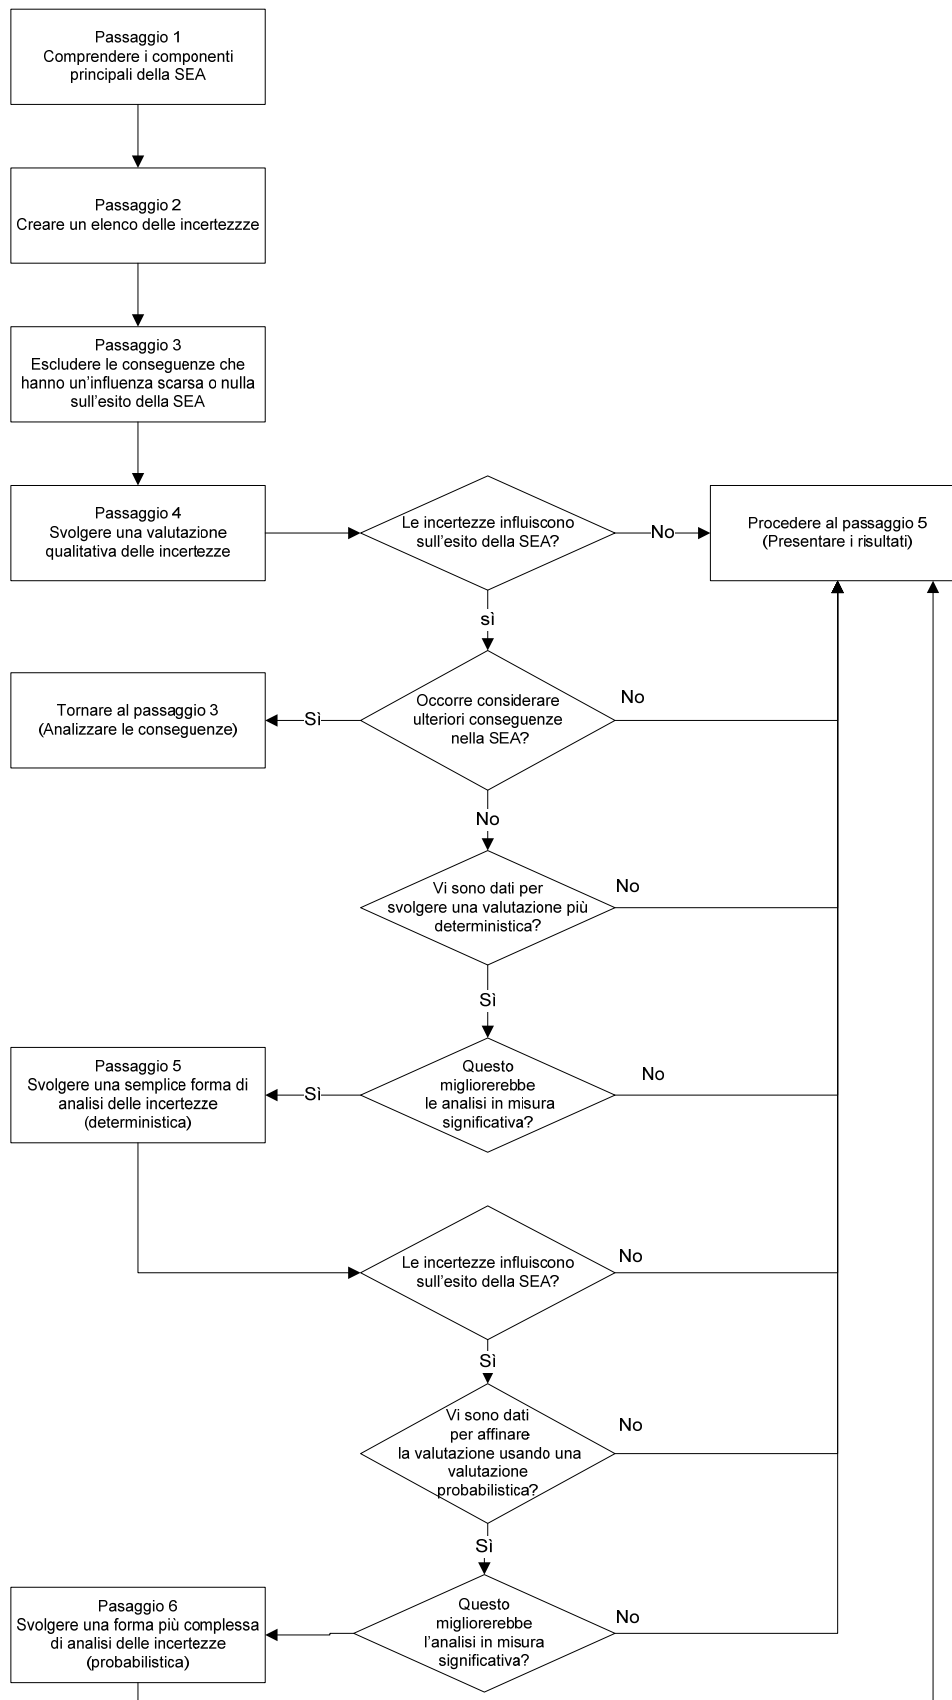 Passaggio 1
Comprendere i componenti
principali della SEA
Passaggio 2
Creare un elenco delle incertezzze
Passaggio 3
Escludere le conseguenze che
hanno un'influenza scarsa o nulla
sull'esito della SEA
Passaggio 4
Svolgere una valutazione
qualitativa delle incertezze
Le incertezze influiscono
sull'esito della SEA?
No
Procedere al passaggio 5
(Presentare i risultati)
sì
Occorre considerare
ulteriori conseguenze
nella SEA?
No
Sì
Tornare al passaggio 3
(Analizzare le conseguenze)
No
Vi sono dati per
svolgere una valutazione più
deterministica?
No
Sì
Questo
migliorerebbe
le analisi in misura
significativa?
No
Sì
Passaggio 5
Svolgere una semplice forma di
analisi delle incertezze
(deterministica)
Le incertezze influiscono
sull'esito della SEA?
No
Sì
Vi sono dati
per affinare
la valutazione usando una
valutazione
probabilistica?
No
Sì
Questo
migliorerebbe
l'analisi in misura
significativa?
No
Pasaggio 6
Svolgere una forma più complessa
di analisi delle incertezze
(probabilistica)